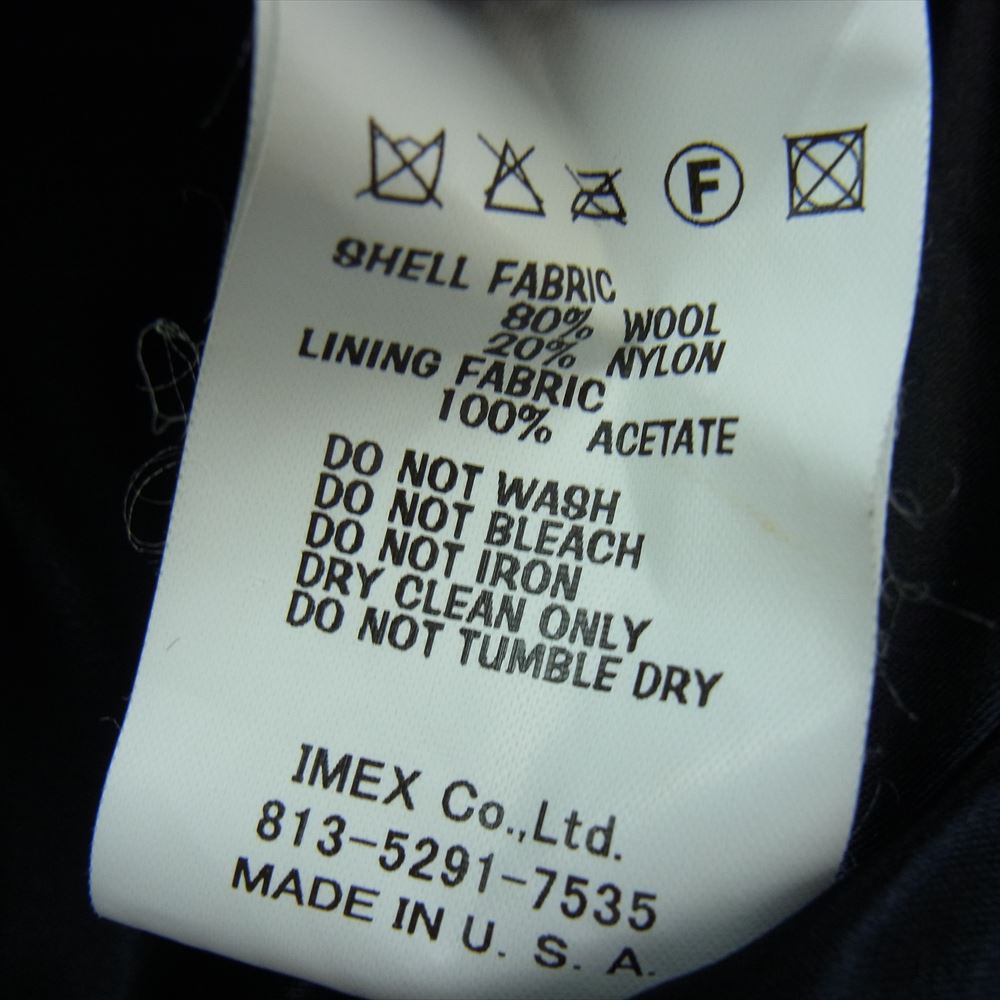 F
SHELL FABRIC
80% WOOL
20% NYLON
LINING FABRIC
100% ACETATE
DO NOT WASH
DO NOT BLEACH
DO NOT IRON
DRY CLEAN ONLY
DO NOT TUMBLE DRY
IMEX Co.,Ltd.
813-5291-7535
MADE IN U. S. A.